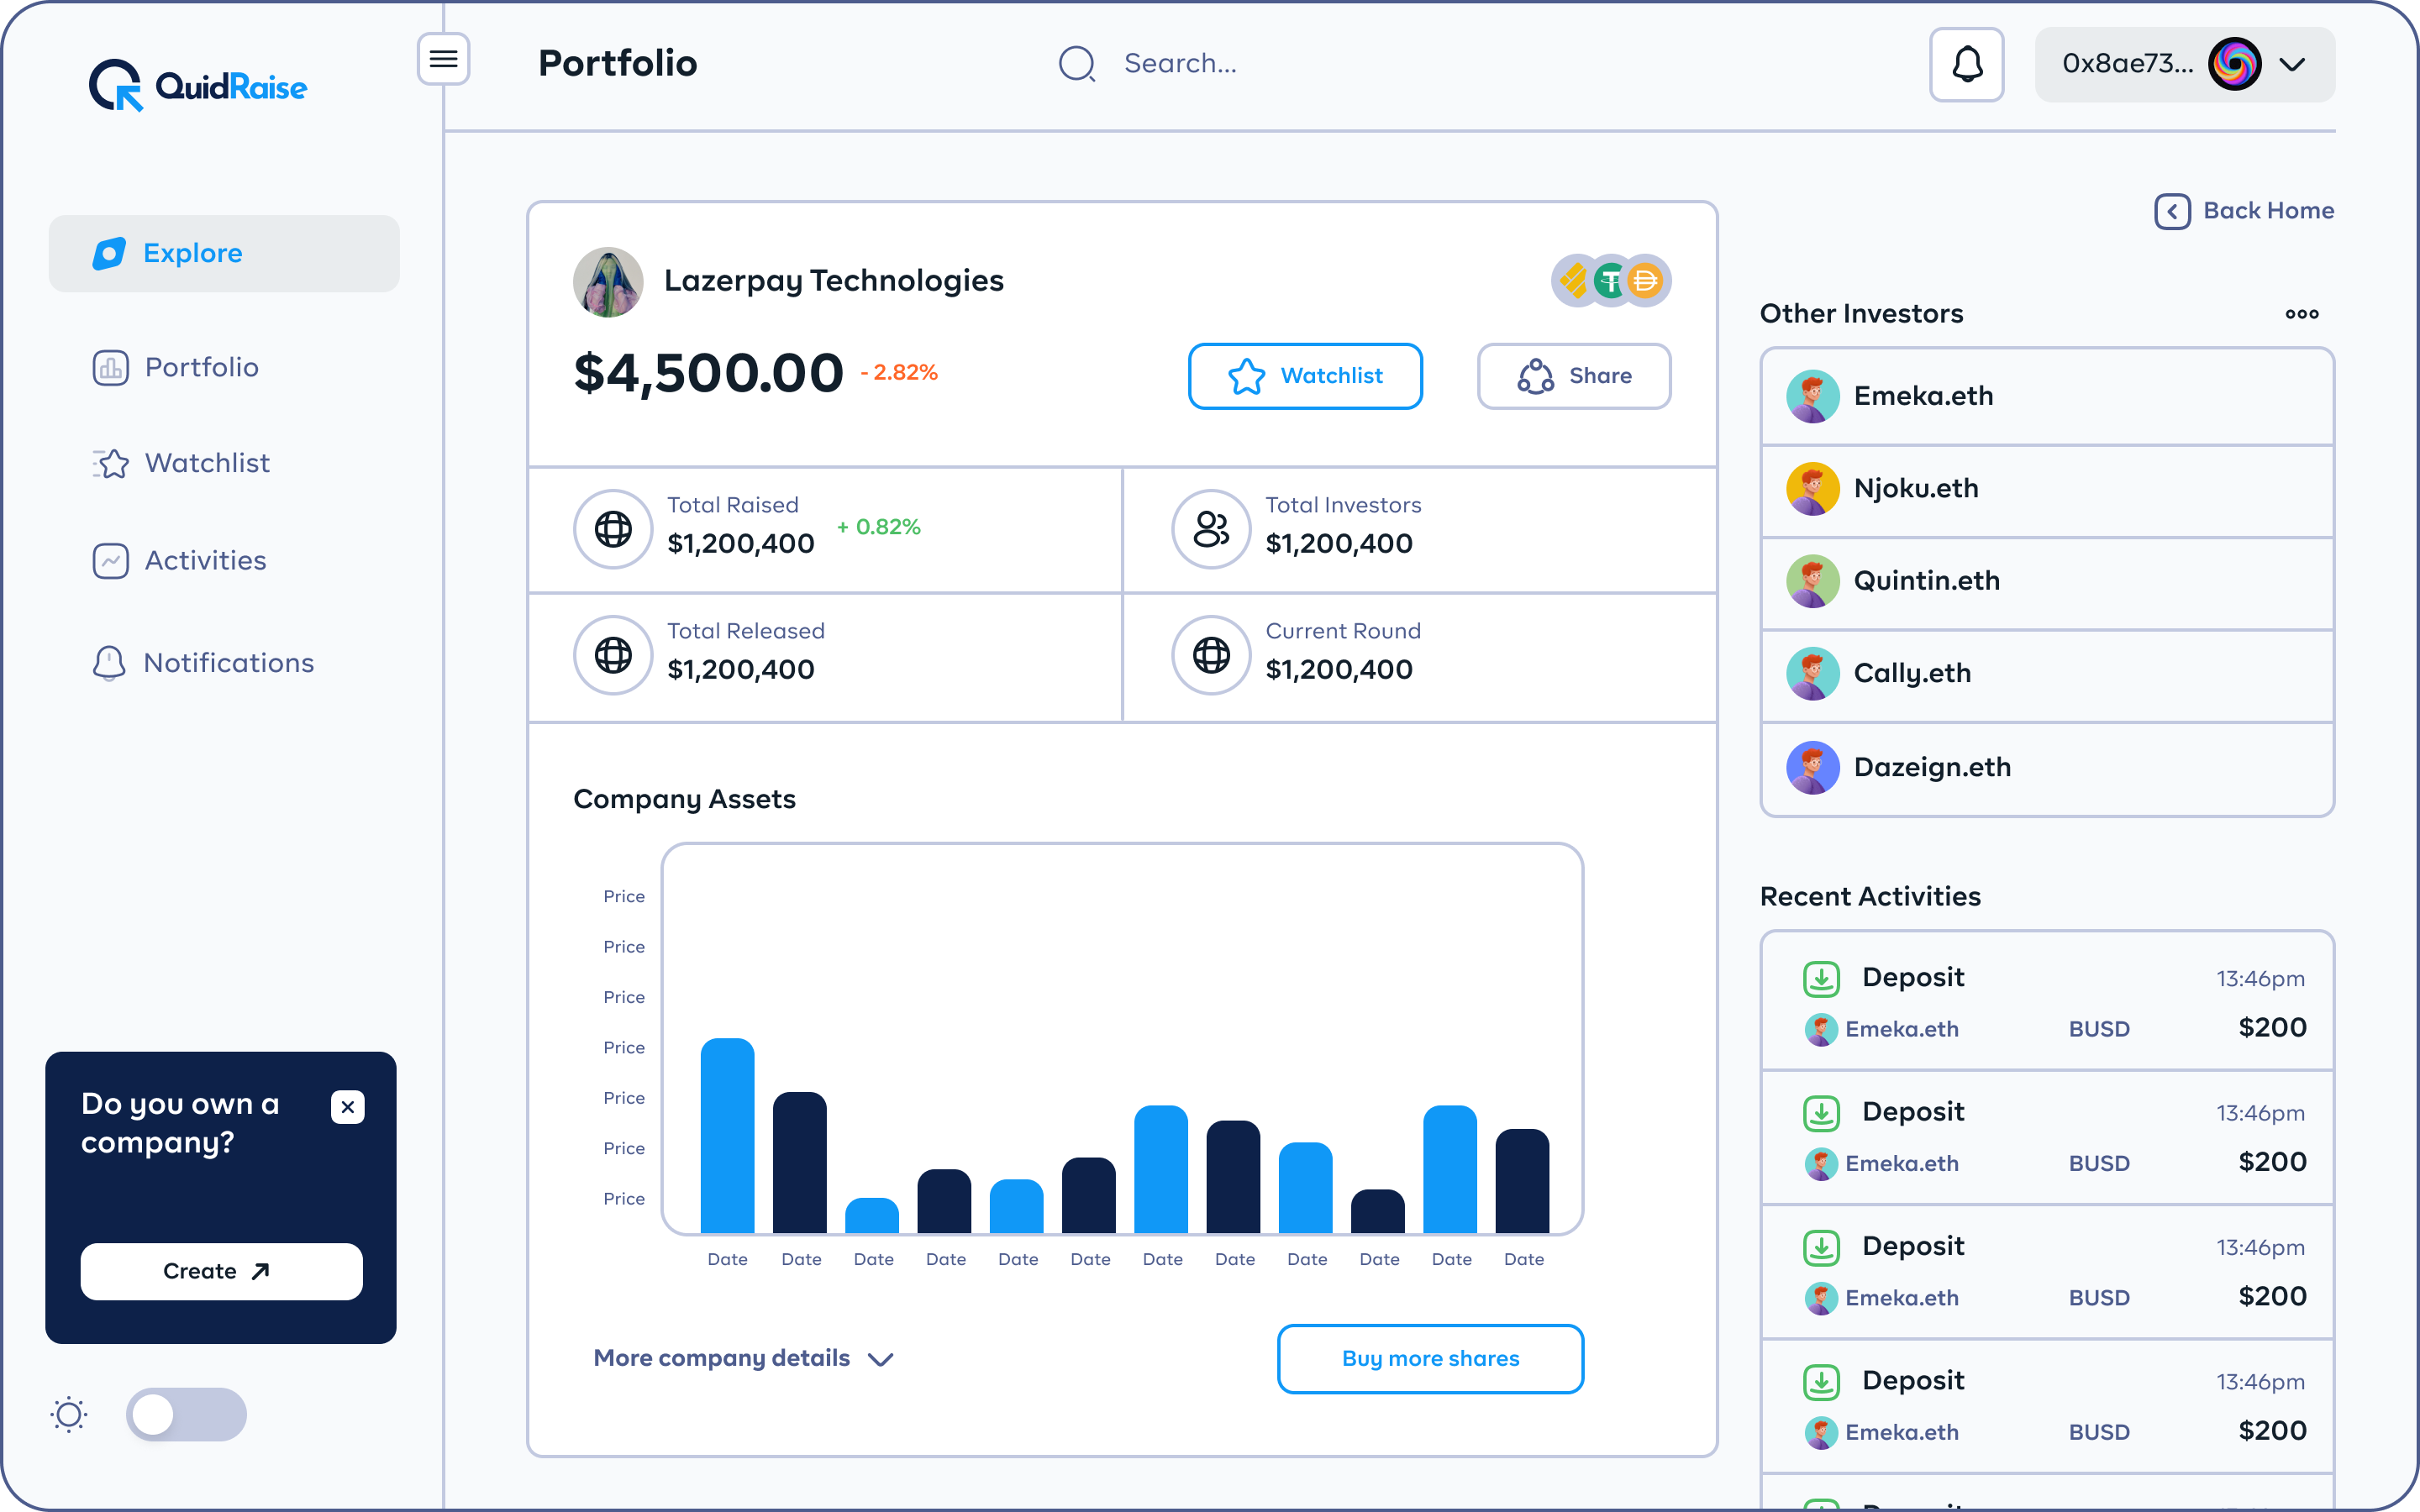 QuidRaise
Explore
Portfolio
Watchlist
Activities
Notifications
Do you own a
company?
Create
Portfolio
Search...
0x8ae73...
Back Home
Lazerpay Technologies
$4,500.00 - 2.82%
Watchlist
Share
Total Raised
$1,200,400
+ 0.82%
Total Investors
$1,200,400
Total Released
$1,200,400
Current Round
$1,200,400
Company Assets
Price
Price
Price
Price
Price
Price
Price
Date Date Date Date Date Date Date Date Date Date Date Date
More company details
Buy more shares
Other Investors
Emeka.eth
Njoku.eth
Quintin.eth
Cally.eth
Dazeign.eth
Recent Activities
Deposit 13:46pm
Emeka.eth BUSD $200
Deposit 13:46pm
Emeka.eth BUSD $200
Deposit 13:46pm
Emeka.eth BUSD $200
Deposit 13:46pm
Emeka.eth BUSD $200